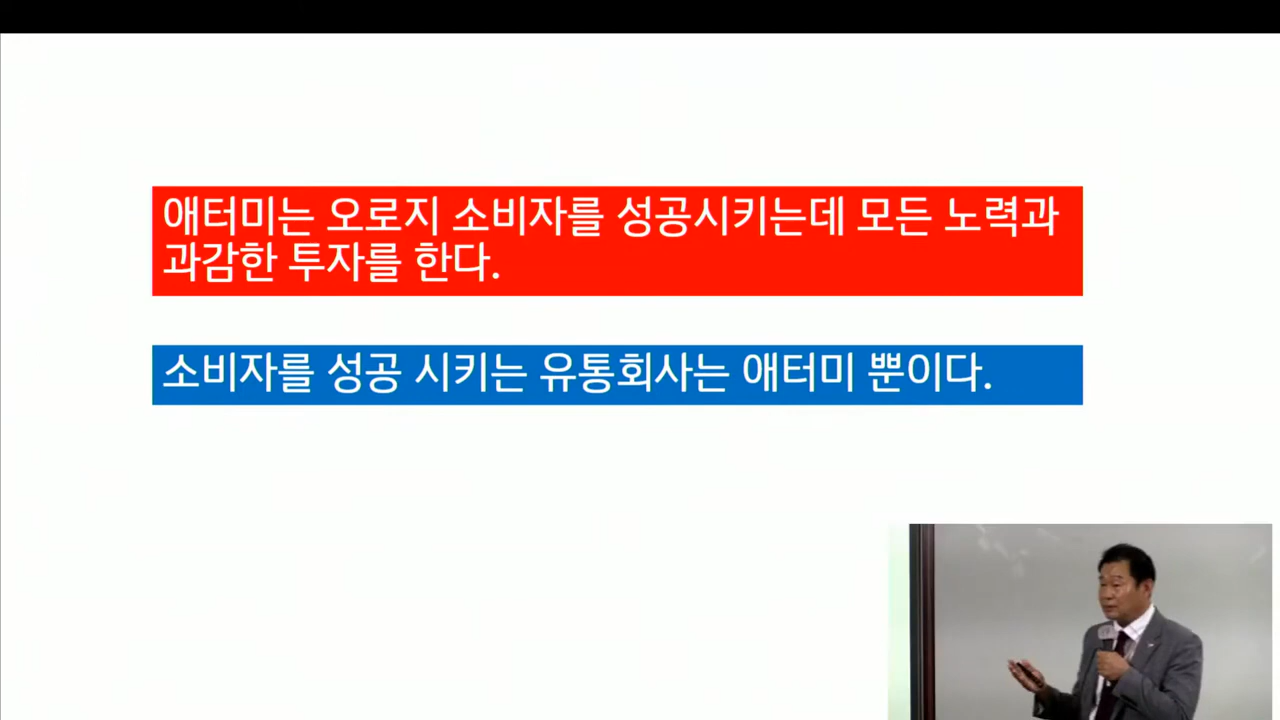 애터미는 오로지 소비자를 성공시키는데 모든 노력과
과감한 투자를 한다.
소비자를 성공 시키는 유통회사는 애터미 뿐이다.